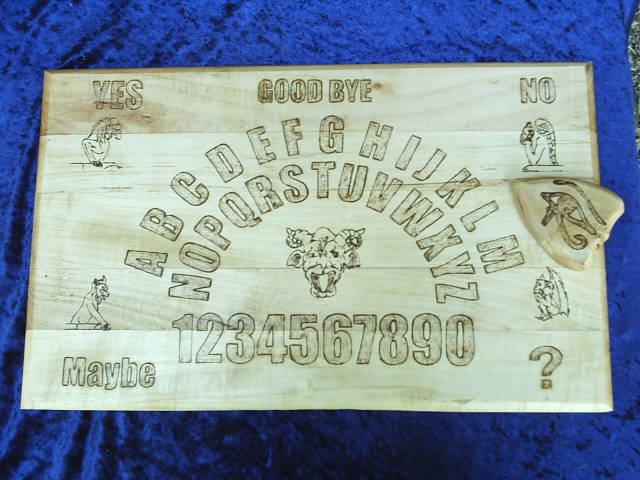 YES GOOD BYE NO
ABCDEFGHIJKLM
NOPQRSTUVWXYZ
1234567890
Maybe ?